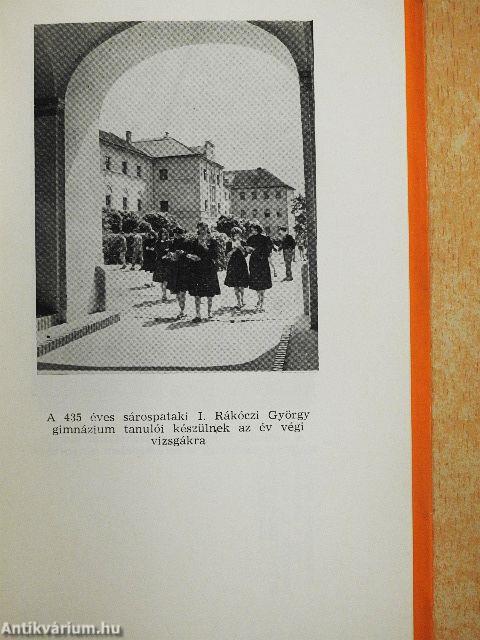 A 435 éves sárospataki I. Rákóczi György
gimnázium tanulói készülnek az év végi
vizsgákra
Antikvárium.hu